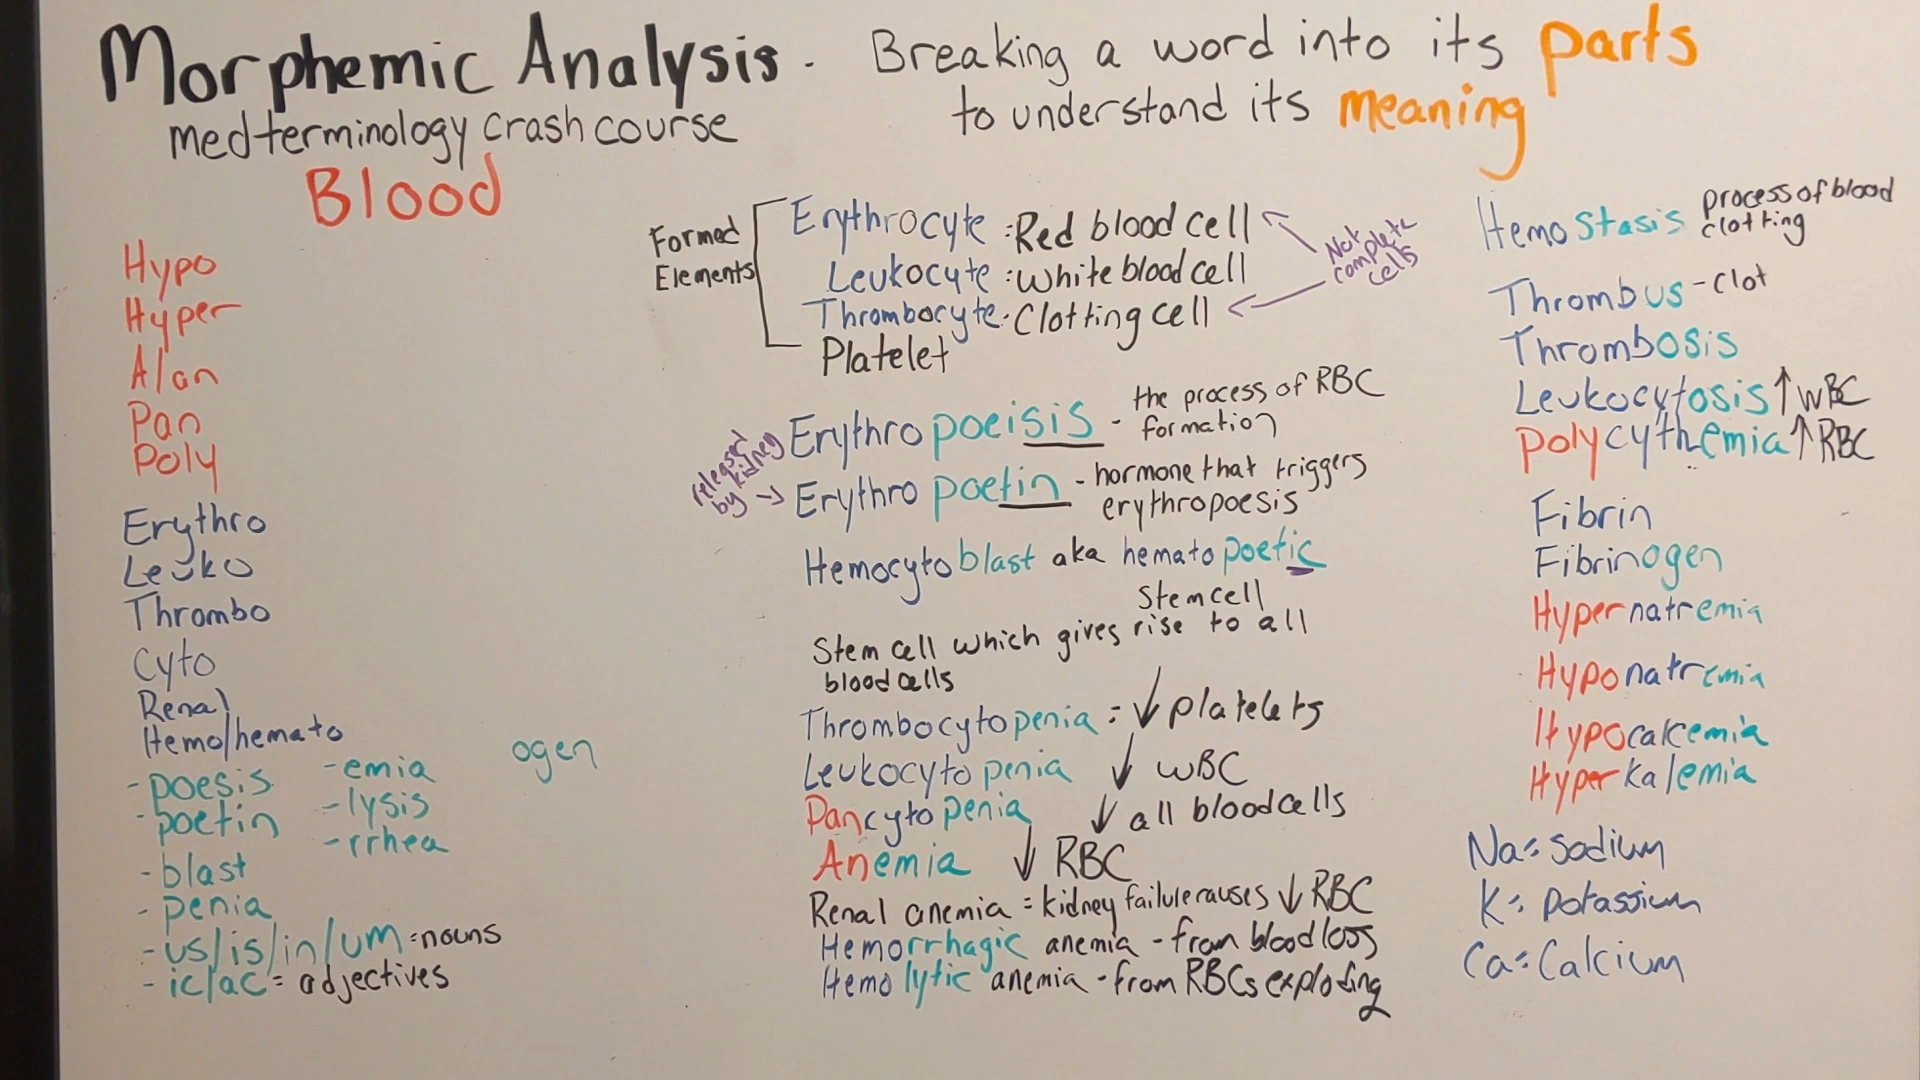 Morphemic Analysis. Breaking a word into its parts
to understand its meaning
medterminology crash course
Blood
Hypo
Hyper
A/an
Pan
Poly
Erythro
Leuko
Thrombo
Cyto
Renal
Hemo/hemato
-poesis -emia ogen
-poetin -lysis
-rrhea
-blast
-penia
-us/is/in/um=nouns
-ic/ac= adjectives
Formed
Elements
Erythrocyte :Red blood cell
Leukocyte :White blood cell
Thrombocyte: Clotting cell
Platelet
Not
complete
cells
Erythropoeisis - the process of RBC
formation
released
by kidney →
Erythropoetin - hormone that triggers
erythropoesis
Hemocytoblast aka hematopoetic
Stem cell
Stem cell which gives rise to all
blood cells
Thrombocytopenia = ↓ platelets
Leukocytopenia ↓ WBC
Pancytopenia ↓ all blood cells
Anemia ↓ RBC
Renal anemia = kidney failure causes ↓ RBC
Hemorrhagic anemia - from blood loss
Hemolytic anemia - from RBCs exploding
Hemostasis process of blood
clotting
Thrombus - clot
Thrombosis
Leukocytosis ↑ WBC
Polycythemia ↑ RBC
Fibrin
Fibrinogen
Hypernatremia
Hyponatremia
Hypocalcemia
Hyperkalemia
Na = Sodium
K = Potassium
Ca = Calcium